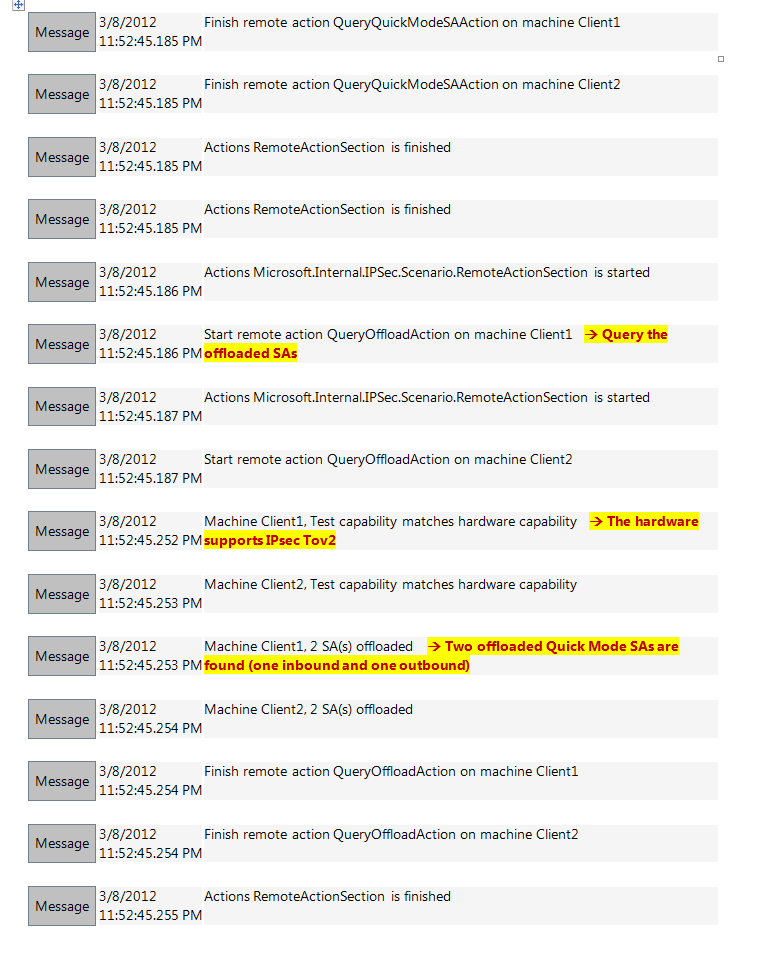 Message 3/8/2012 Finish remote action QueryQuickModeSAAction on machine Client1
11:52:45.185 PM
Message 3/8/2012 Finish remote action QueryQuickModeSAAction on machine Client2
11:52:45.185 PM
Message 3/8/2012 Actions RemoteActionSection is finished
11:52:45.185 PM
Message 3/8/2012 Actions RemoteActionSection is finished
11:52:45.185 PM
Message 3/8/2012 Actions Microsoft.Internal.IPSec.Scenario.RemoteActionSection is started
11:52:45.186 PM
Message 3/8/2012 Start remote action QueryOffloadAction on machine Client1 → Query the
11:52:45.186 PM offloaded SAs
Message 3/8/2012 Actions Microsoft.Internal.IPSec.Scenario.RemoteActionSection is started
11:52:45.187 PM
Message 3/8/2012 Start remote action QueryOffloadAction on machine Client2
11:52:45.187 PM
Message 3/8/2012 Machine Client1, Test capability matches hardware capability → The hardware
11:52:45.252 PM supports IPsec Tov2
Message 3/8/2012 Machine Client2, Test capability matches hardware capability
11:52:45.253 PM
Message 3/8/2012 Machine Client1, 2 SA(s) offloaded → Two offloaded Quick Mode SAs are
11:52:45.253 PM found (one inbound and one outbound)
Message 3/8/2012 Machine Client2, 2 SA(s) offloaded
11:52:45.254 PM
Message 3/8/2012 Finish remote action QueryOffloadAction on machine Client1
11:52:45.254 PM
Message 3/8/2012 Finish remote action QueryOffloadAction on machine Client2
11:52:45.254 PM
Message 3/8/2012 Actions RemoteActionSection is finished
11:52:45.255 PM